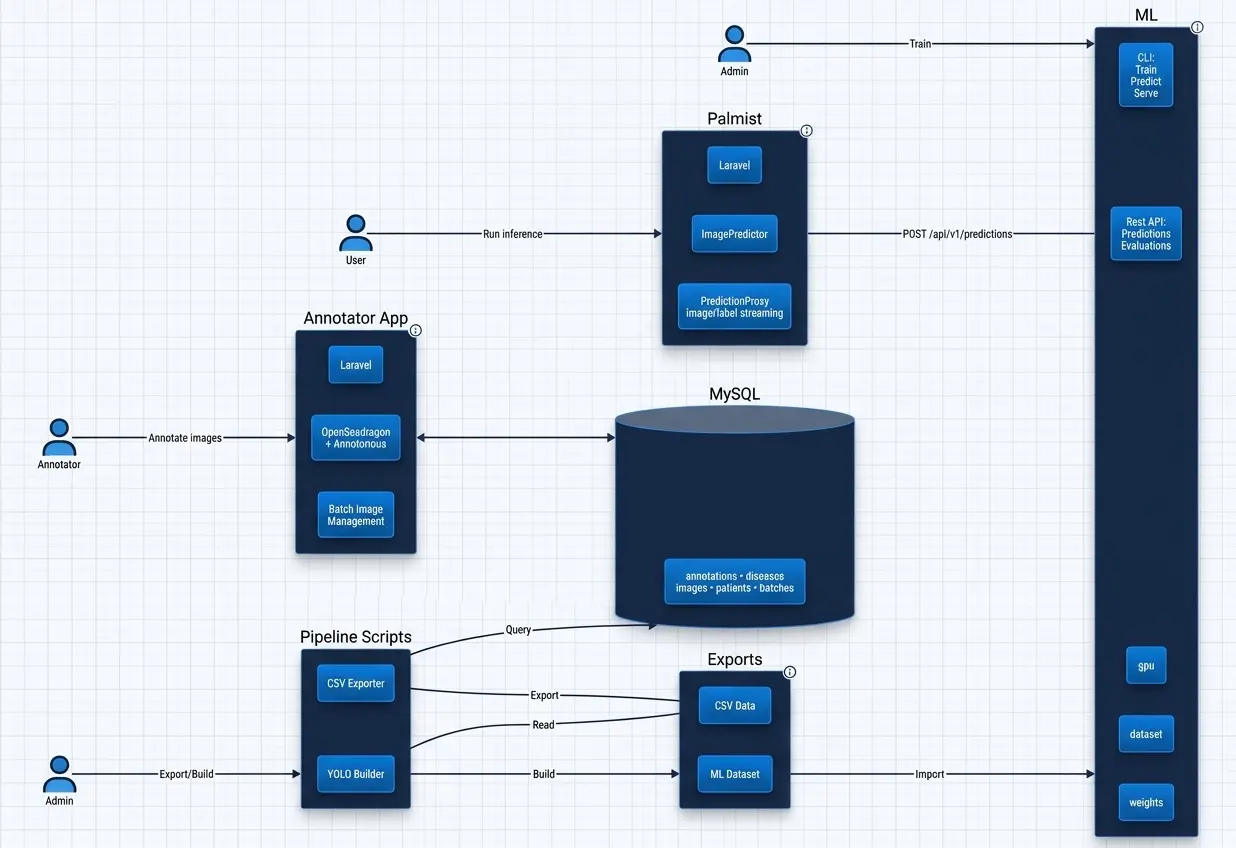 ML
Train
Admin
CLI:
Train
Predict
Serve
Palmist
Laravel
ImagePredictor
PredictionProxy
image/label streaming
User
Run inference
POST /api/v1/predictions
Rest API:
Predictions
Evaluations
Annotator App
Laravel
OpenSeadragon
+ Annotonous
Batch Image
Management
Annotator
Annotate images
MySQL
annotations • diseases
images • patients • batches
Pipeline Scripts
CSV Exporter
YOLO Builder
Query
Export
Read
Build
Exports
CSV Data
ML Dataset
Admin
Export/Build
Import
gpu
dataset
weights